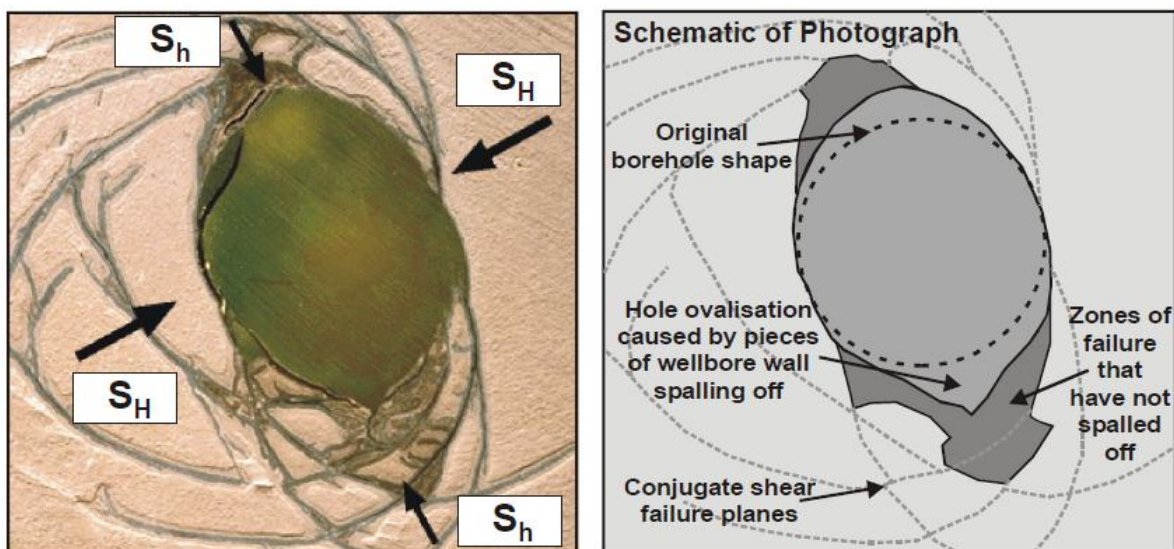 Sh
SH
SH
Sh
Schematic of Photograph
Original
borehole shape
Hole ovalisation
caused by pieces
of wellbore wall
spalling off
Zones of
failure
that
have not
spalled
off
Conjugate shear
failure planes